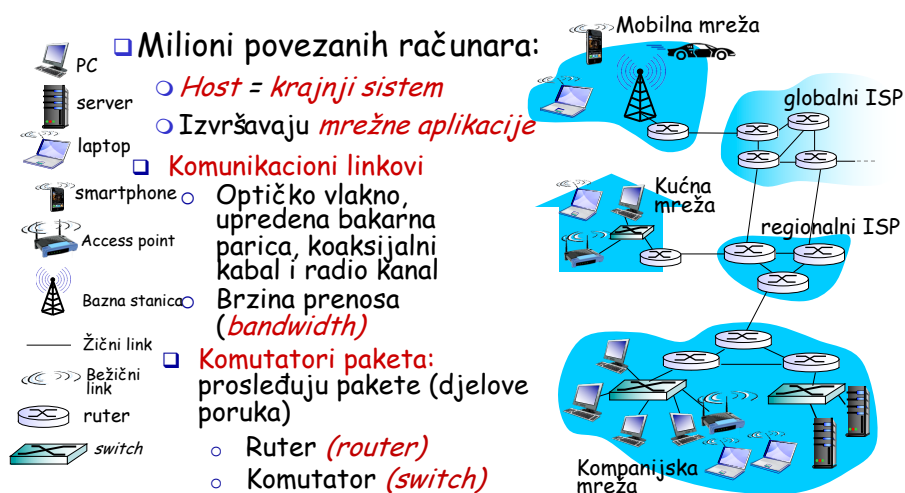 PC
server
laptop
smartphone
Access point
Bazna stanica
Žični link
Bežični
link
ruter
switch
Milioni povezanih računara:
Host = krajnji sistem
Izvršavaju mrežne aplikacije
Komunikacioni linkovi
Optičko vlakno,
upredena bakarna
parica, koaksijalni
kabal i radio kanal
Brzina prenosa
(bandwidth)
Komutatori paketa:
prosleđuju pakete (djelove
poruka)
Ruter (router)
Komutator (switch)
Mobilna mreža
globalni ISP
Kućna
mreža
regionalni ISP
Kompanijska
mreža